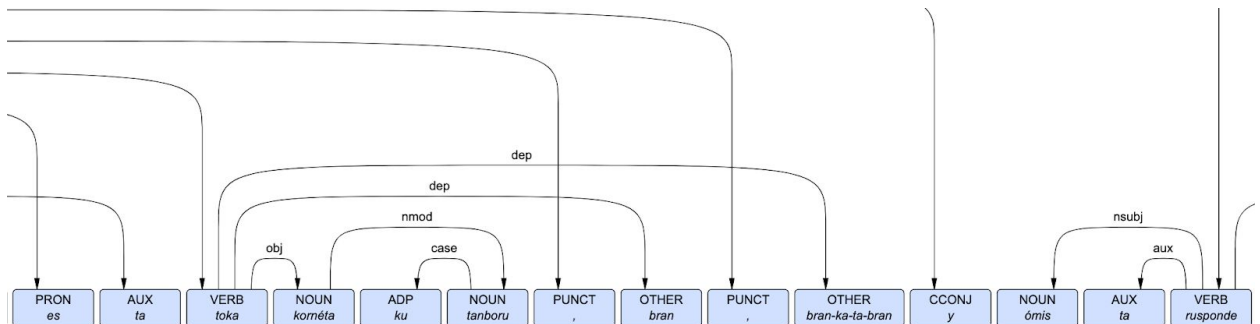 dep
dep
nmod
nsubj
obj
case
aux
PRON AUX VERB NOUN ADP NOUN PUNCT OTHER PUNCT OTHER CCONJ NOUN AUX VERB
es ta toka kornéta ku tanboru , bran , bran-ka-ta-bran y ómis ta rusponde